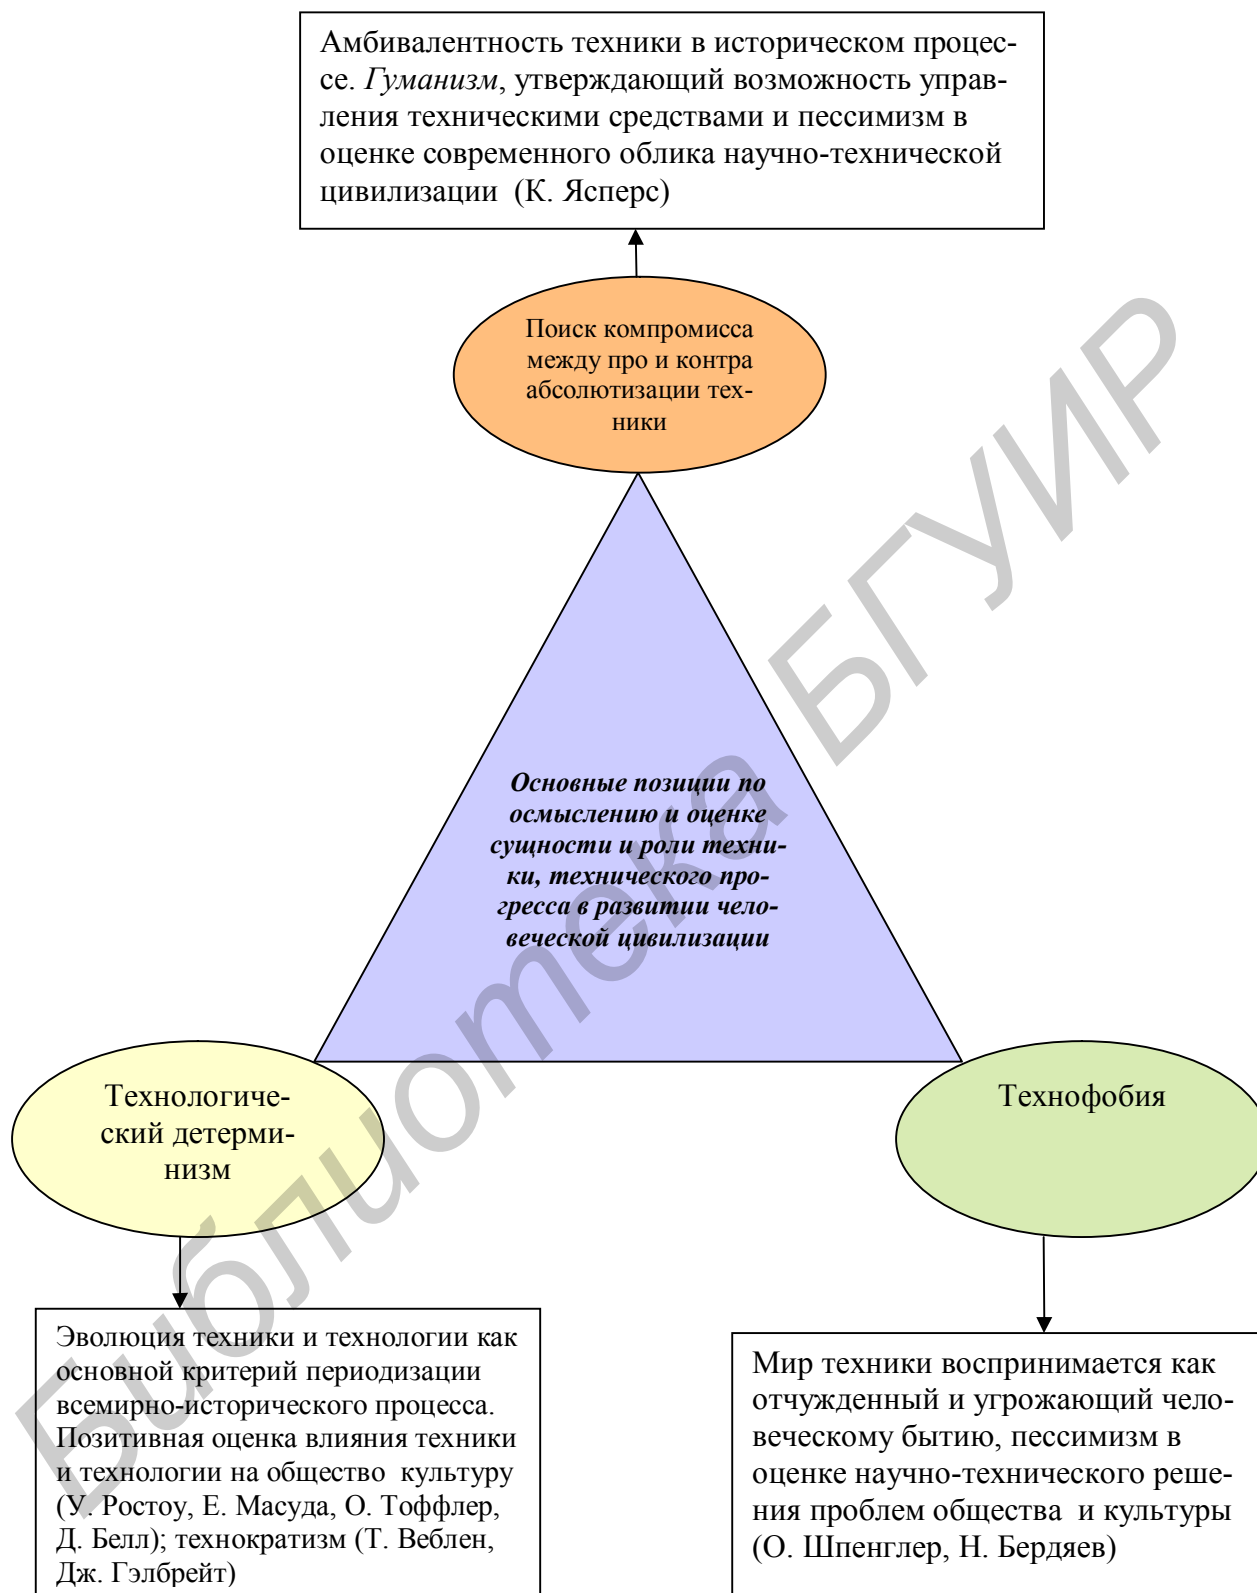 Амбивалентность техники в историческом процес-
се. Гуманизм, утверждающий возможность управ-
ления техническими средствами и пессимизм в
оценке современного облика научно-технической
цивилизации (К. Ясперс)
Поиск компромисса
между про и контра
абсолютизации тех-
ники
Основные позиции по
осмыслению и оценке
сущности и роли техни-
ки, технического про-
гресса в развитии чело-
веческой цивилизации
Технологиче-
ский детерми-
низм
Технофобия
Эволюция техники и технологии как
основной критерий периодизации
всемирно-исторического процесса.
Позитивная оценка влияния техники
и технологии на общество культуру
(У. Ростоу, Е. Масуда, О. Тоффлер,
Д. Белл); технократизм (Т. Веблен,
Дж. Гэлбрейт)
Мир техники воспринимается как
отчужденный и угрожающий чело-
веческому бытию, пессимизм в
оценке научно-технического реше-
ния проблем общества и культуры
(О. Шпенглер, Н. Бердяев)
Библиотека БГУИР